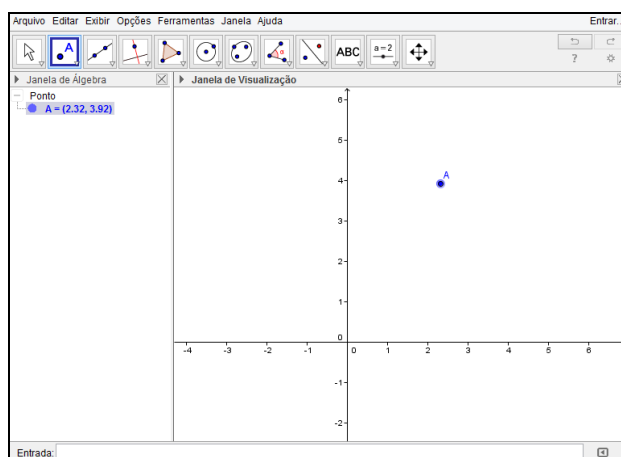 Arquivo Editar Exibir Opções Ferramentas Janela Ajuda Entrar...
A ABC a=2
α
?
Janela de Álgebra Janela de Visualização
Ponto
A = (2.32, 3.92)
A
6
5
4
3
2
1
0
-4 -3 -2 -1 0 1 2 3 4 5 6
-1
-2
Entrada: